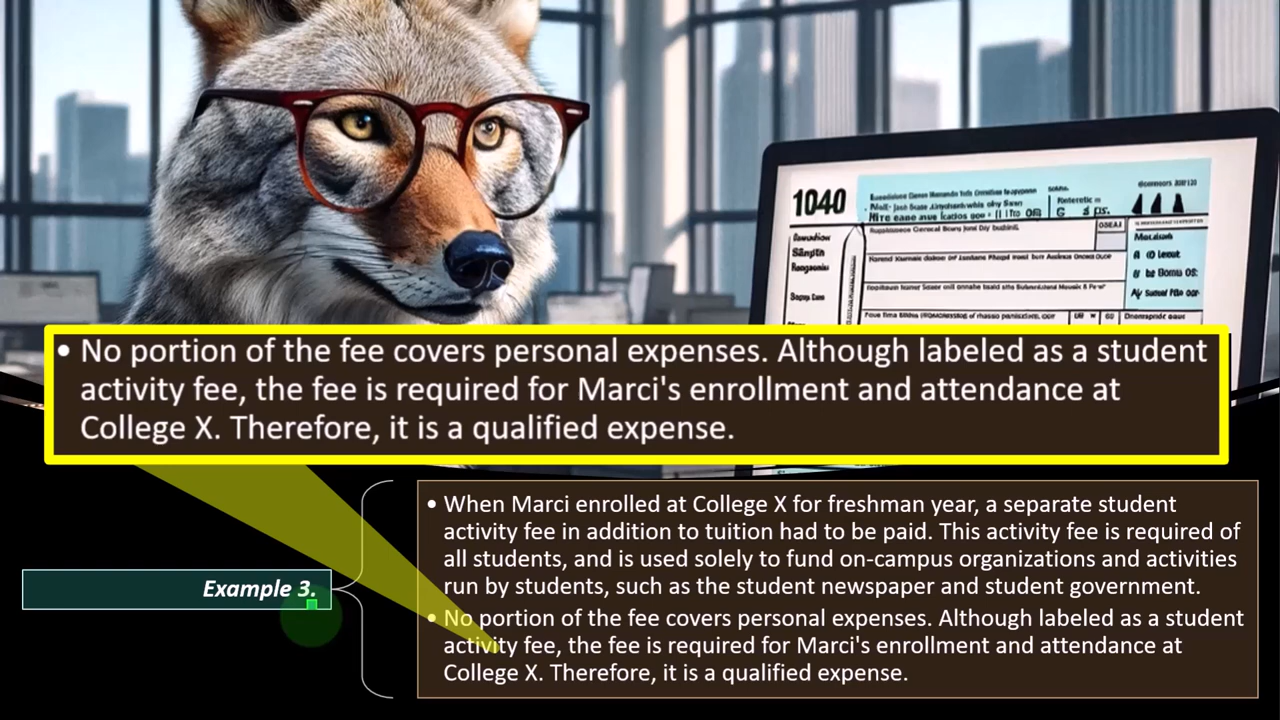 1040
• No portion of the fee covers personal expenses. Although labeled as a student
activity fee, the fee is required for Marci's enrollment and attendance at
College X. Therefore, it is a qualified expense.
Example 3.
• When Marci enrolled at College X for freshman year, a separate student
activity fee in addition to tuition had to be paid. This activity fee is required of
all students, and is used solely to fund on-campus organizations and activities
run by students, such as the student newspaper and student government.
• No portion of the fee covers personal expenses. Although labeled as a student
activity fee, the fee is required for Marci's enrollment and attendance at
College X. Therefore, it is a qualified expense.